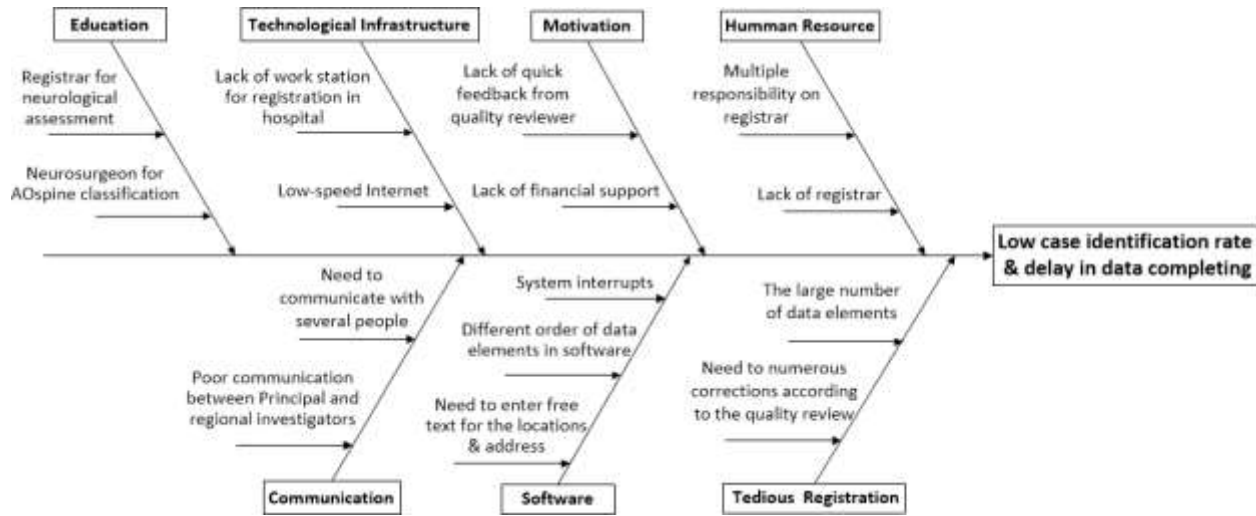 Education
Technological Infrastructure
Motivation
Humman Resource
Registrar for
neurological
assessment
Neurosurgeon for
AOspine classification
Lack of work station
for registration in
hospital
Low-speed Internet
Lack of quick
feedback from
quality reviewer
Lack of financial support
Multiple
responsibility on
registrar
Lack of registrar
Low case identification rate
& delay in data completing
Need to
communicate with
several people
Poor communication
between Principal and
regional investigators
System interrupts
Different order of data
elements in software
Need to enter free
text for the locations
& address
The large number
of data elements
Need to numerous
corrections according
to the quality review
Communication
Software
Tedious Registration